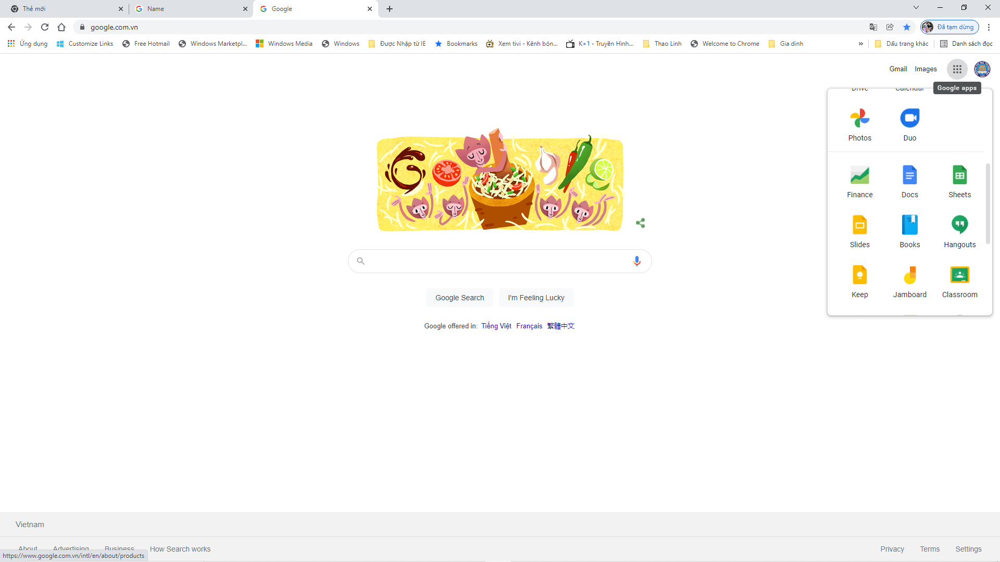 Thẻ mới
Name
Google
google.com.vn
Đã tạm dừng
Ứng dụng
Customize Links
Free Hotmail
Windows Marketpl...
Windows Media
Windows
Được Nhập từ IE
Bookmarks
Xem tivi - Kênh bón...
K+1 - Truyền Hình...
Thao Linh
Welcome to Chrome
Gia dinh
»
Dấu trang khác
Danh sách đọc
Gmail
Images
Google apps
Drive
Calendar
Photos
Duo
Finance
Docs
Sheets
Slides
Books
Hangouts
Keep
Jamboard
Classroom
Google Search
I'm Feeling Lucky
Google offered in: Tiếng Việt Français 繁體中文
Vietnam
About
Advertising
Business
How Search works
Privacy
Terms
Settings
https://www.google.com.vn/intl/en/about/products